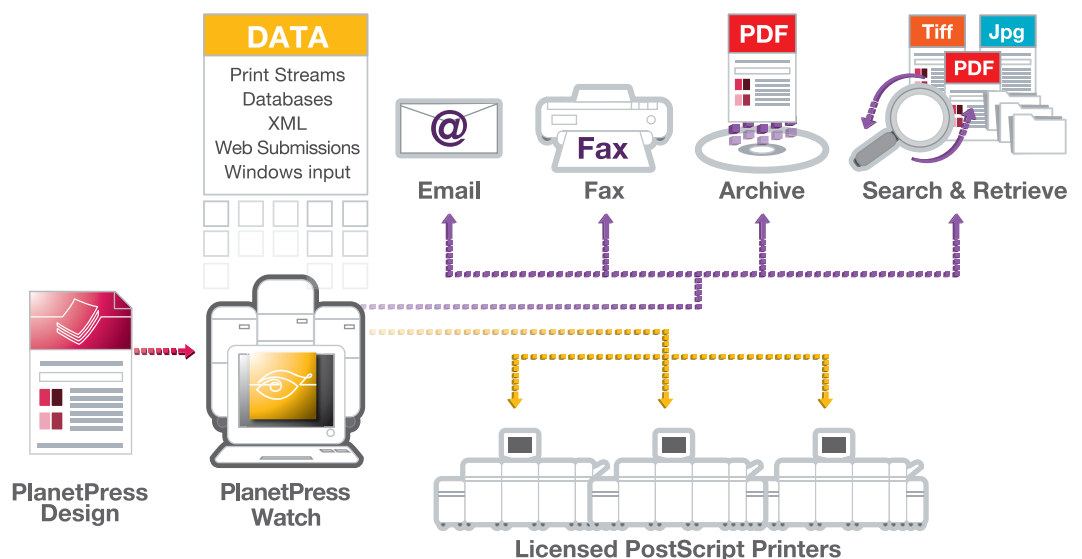 DATA
Print Streams
Databases
XML
Web Submissions
Windows input
@
Email
Fax
Fax
PDF
Archive
Tiff
Jpg
PDF
Search & Retrieve
PlanetPress
Design
PlanetPress
Watch
Licensed PostScript Printers